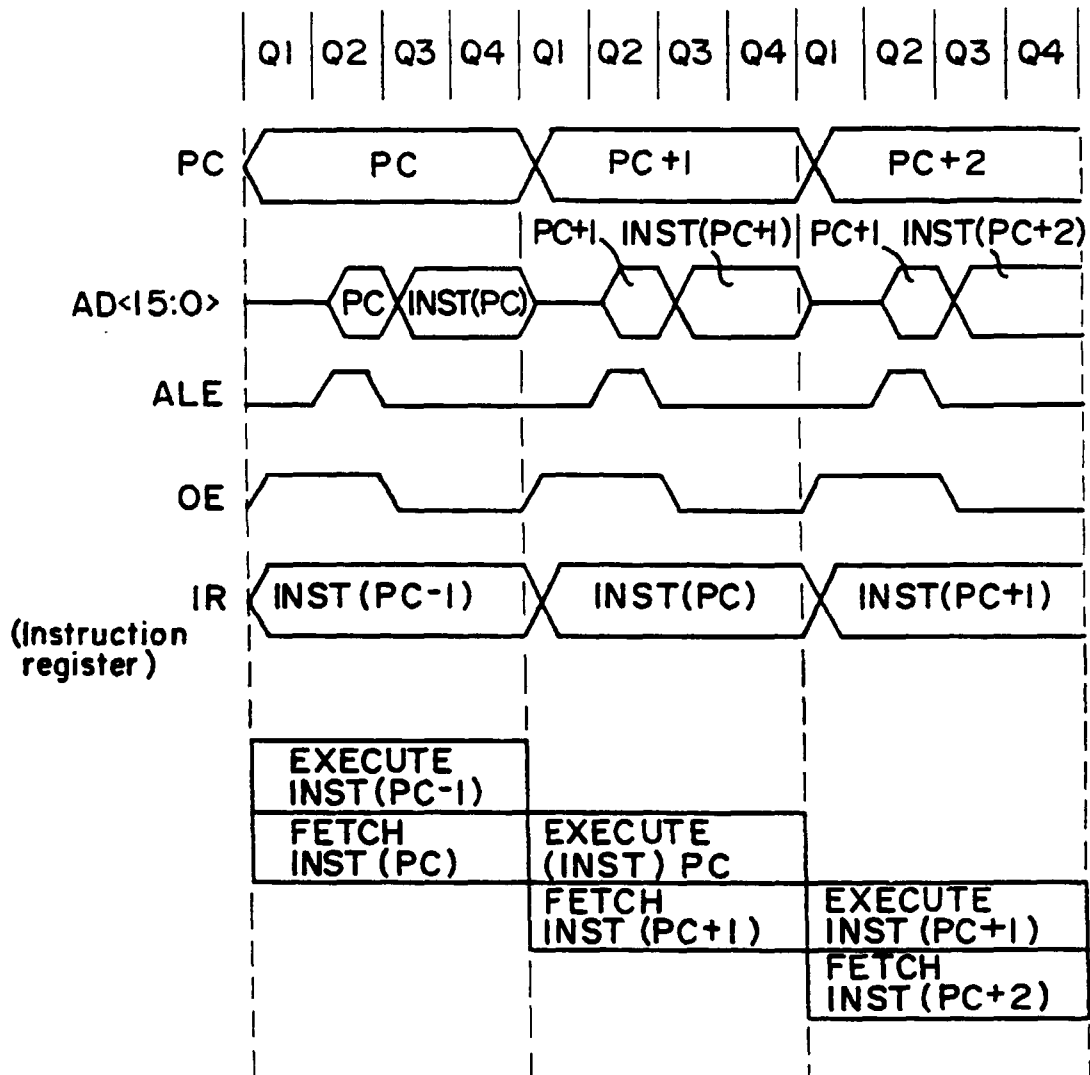 Q1 Q2 Q3 Q4 Q1 Q2 Q3 Q4 Q1 Q2 Q4
PC PC PC+1 PC+2
PC+1 INST(PC+1) PC+1 INST(PC+2)
AD<15:0> PC INST(PC)
ALE
OE
IR INST(PC-1) INST(PC) INST(PC+1)
(Instruction
register)
EXECUTE
INST(PC-1)
FETCH
INST(PC)
EXECUTE
(INST) PC
FETCH
INST(PC+1)
EXECUTE
INST(PC+1)
FETCH
INST(PC+2)